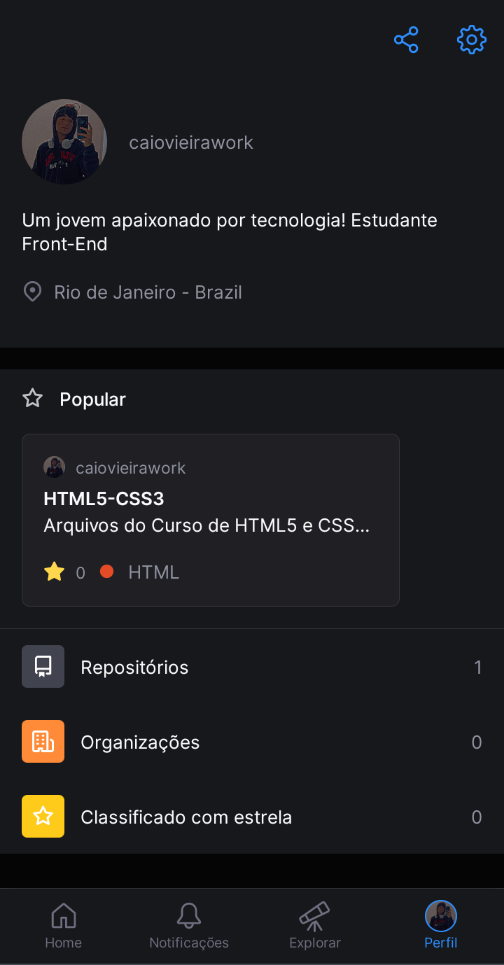 caiovieirawork
Um jovem apaixonado por tecnologia! Estudante
Front-End
Rio de Janeiro - Brazil
Popular
caiovieirawork
HTML5-CSS3
Arquivos do Curso de HTML5 e CSS...
0 HTML
Repositórios 1
Organizações 0
Classificado com estrela 0
Home Notificações Explorar Perfil